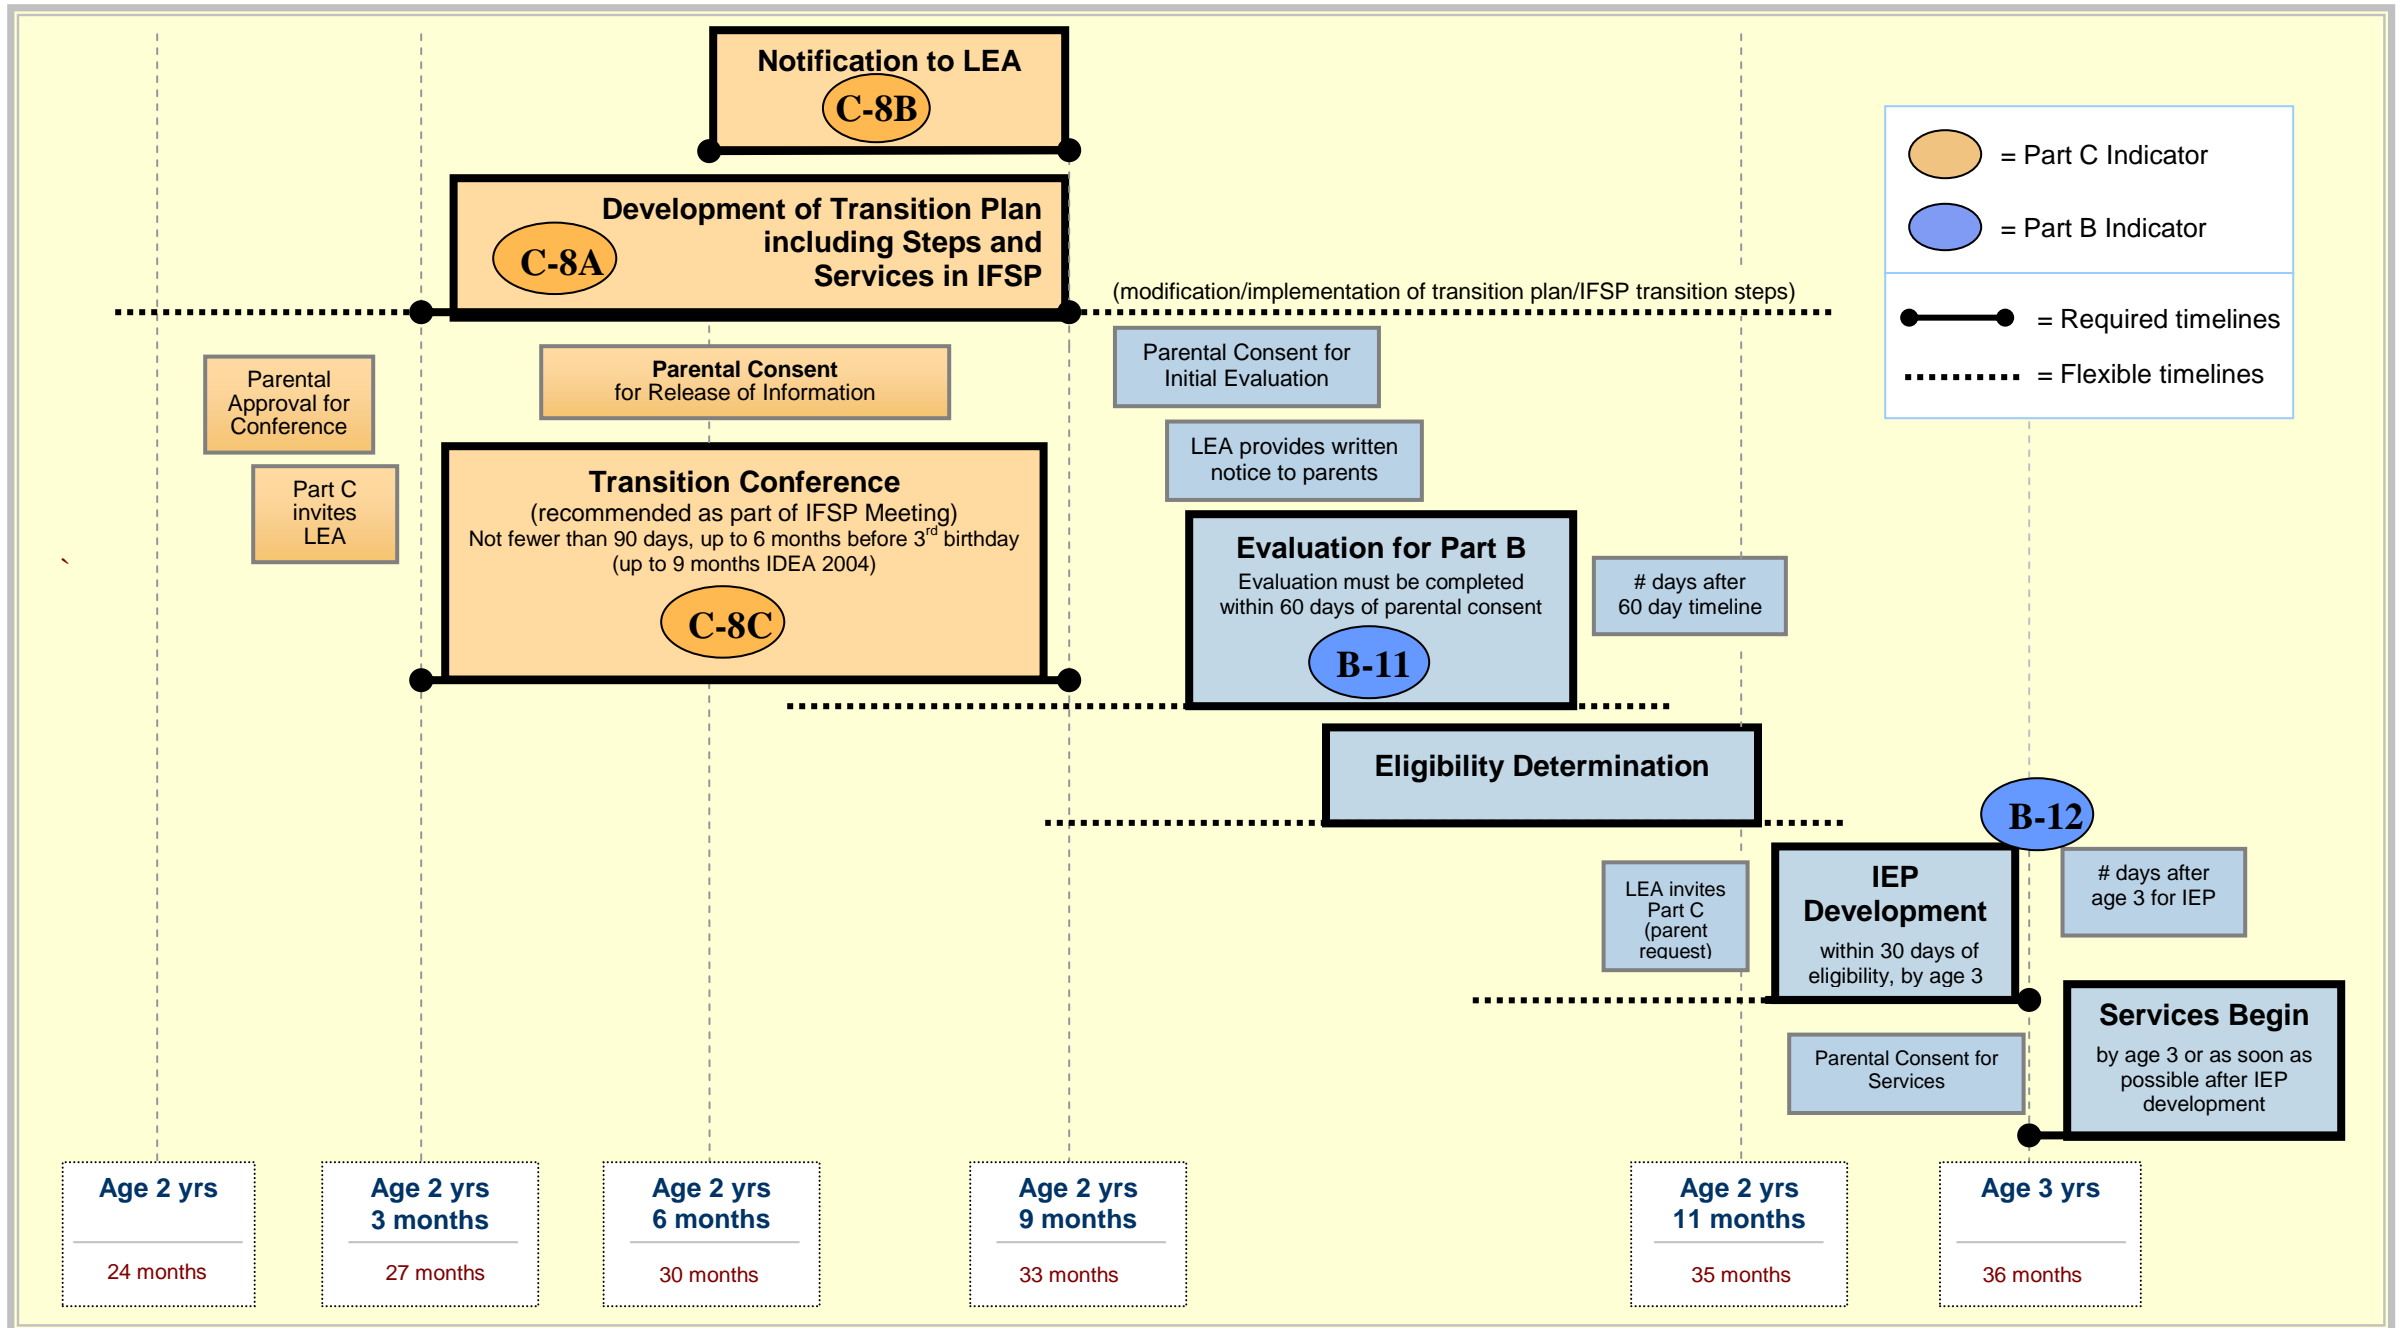 Notification to LEA
C-8B
Development of Transition Plan
including Steps and
Services in IFSP
C-8A
(modification/implementation of transition plan/IFSP transition steps)
= Part C Indicator
= Part B Indicator
= Required timelines
= Flexible timelines
Parental
Approval for
Conference
Parental Consent
for Release of Information
Parental Consent for
Initial Evaluation
Part C
invites
LEA
LEA provides written
notice to parents
Transition Conference
(recommended as part of IFSP Meeting)
Not fewer than 90 days, up to 6 months before 3rd birthday
(up to 9 months IDEA 2004)
C-8C
`
Evaluation for Part B
Evaluation must be completed
within 60 days of parental consent
B-11
# days after
60 day timeline
Eligibility Determination
B-12
LEA invites
Part C
(parent
request)
IEP
Development
within 30 days of
eligibility, by age 3
# days after
age 3 for IEP
Parental Consent for
Services
Services Begin
by age 3 or as soon as
possible after IEP
development
Age 2 yrs
24 months
Age 2 yrs
3 months
27 months
Age 2 yrs
6 months
30 months
Age 2 yrs
9 months
33 months
Age 2 yrs
11 months
35 months
Age 3 yrs
36 months